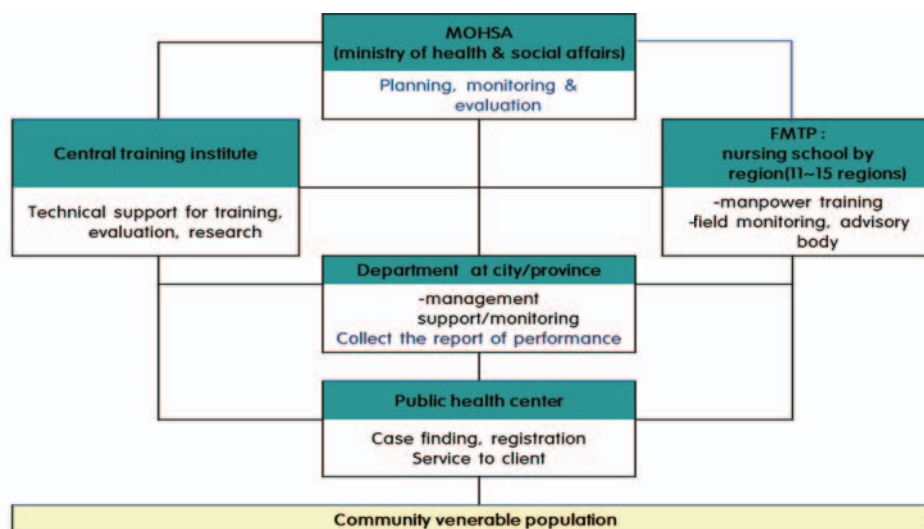 MOHSA
(ministry of health & social affairs)
Planning, monitoring &
evaluation
Central training institute
Technical support for training,
evaluation, research
FMTP :
nursing school by
region(11~15 regions)
-manpower training
-field monitoring, advisory
body
Department at city/province
-management
support/monitoring
Collect the report of performance
Public health center
Case finding, registration
Service to client
Community venerable population